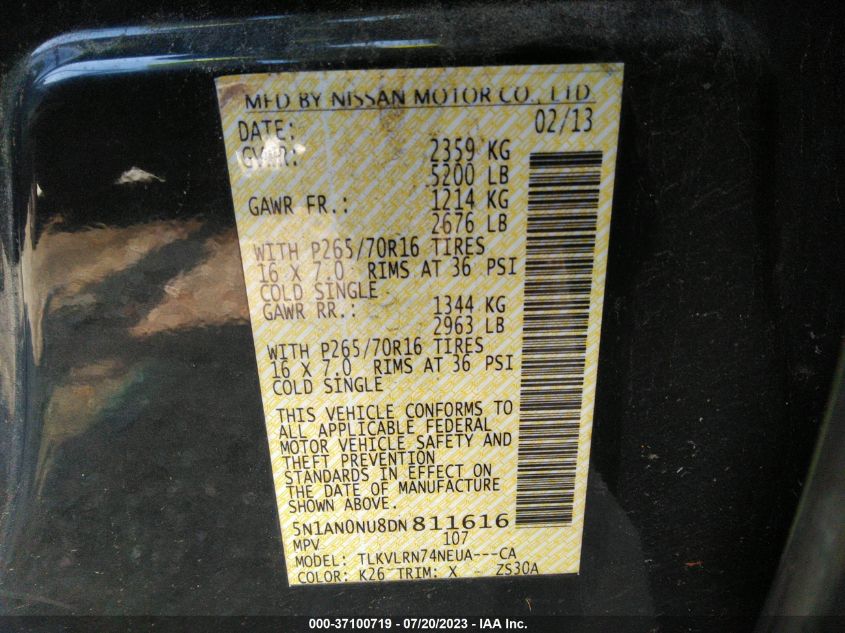 MFD BY NISSAN MOTOR CO., LTD.
DATE: 02/13
GVWR: 2359 KG
5200 LB
GAWR FR.: 1214 KG
2676 LB
WITH P265/70R16 TIRES
16 X 7.0 RIMS AT 36 PSI
COLD SINGLE
GAWR RR.: 1344 KG
2963 LB
WITH P265/70R16 TIRES
16 X 7.0 RIMS AT 36 PSI
COLD SINGLE
THIS VEHICLE CONFORMS TO
ALL APPLICABLE FEDERAL
MOTOR VEHICLE SAFETY AND
THEFT PREVENTION
STANDARDS IN EFFECT ON
THE DATE OF MANUFACTURE
SHOWN ABOVE.
5N1AN0NU8DN 811616
MPV 107
MODEL: TLKVLRN74NEUA---CA
COLOR: K26 TRIM: X - ZS30A
000-37100719 / 07/20/2023 - IAA Inc.